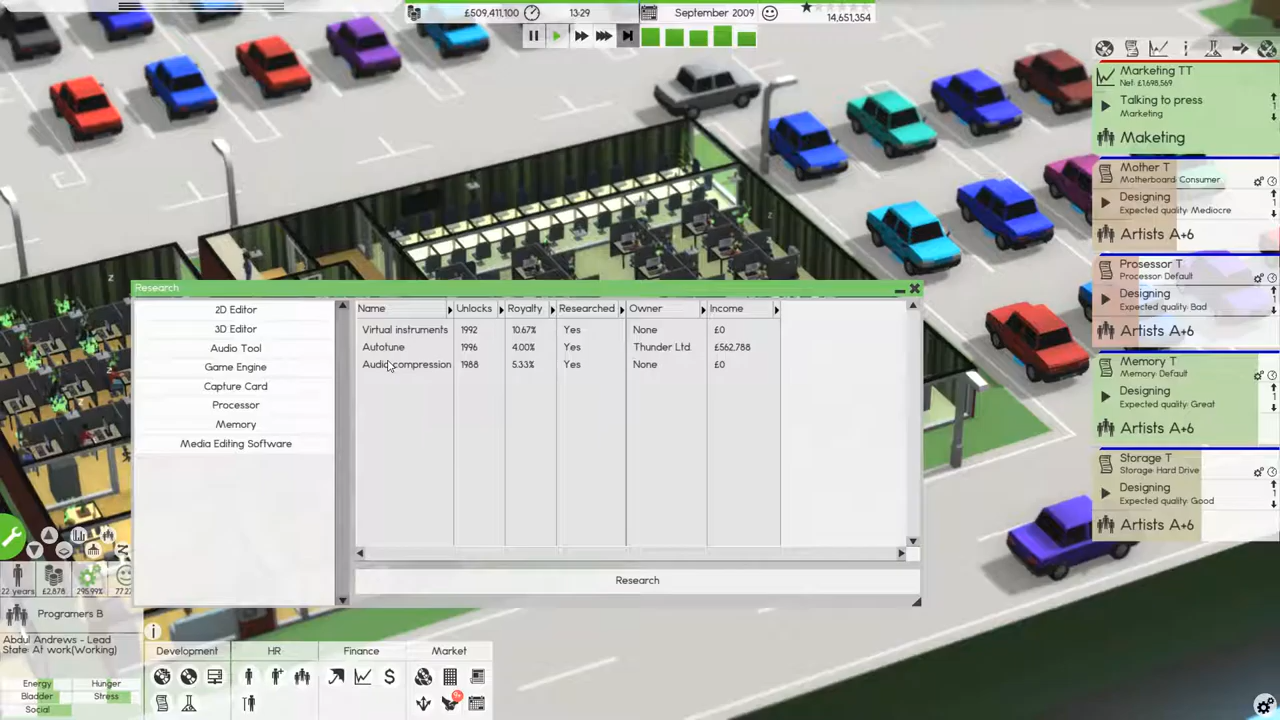 £509,411,100 13:29 September 2009 14,651,354
Marketing TT
Net: £1,698,569
Talking to press
Marketing
Maketing
Mother T
Motherboard: Consumer
Designing
Expected quality: Mediocre
Artists A+6
Prosessor T
Processor Default
Designing
Expected quality: Bad
Artists A+6
Memory T
Memory: Default
Designing
Expected quality: Great
Artists A+6
Storage T
Storage: Hard Drive
Designing
Expected quality: Good
Artists A+6
Research
2D Editor
3D Editor
Audio Tool
Game Engine
Capture Card
Processor
Memory
Media Editing Software
Name Unlocks Royalty Researched Owner Income
Virtual instruments 1992 10.67% Yes None £0
Autotune 1996 4.00% Yes Thunder Ltd. £562,788
Audio compression 1988 5.33% Yes None £0
Research
22 years £2,878 295.99%
Programers B
Abdul Andrews - Lead
State: At work(Working)
Energy Hunger
Bladder Stress
Social
Development HR Finance Market
9+